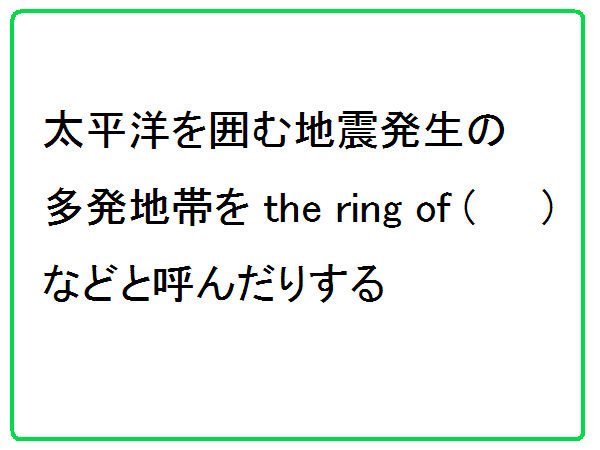 太平洋を囲む地震発生の
多発地帯を the ring of (     )
などと呼んだりする